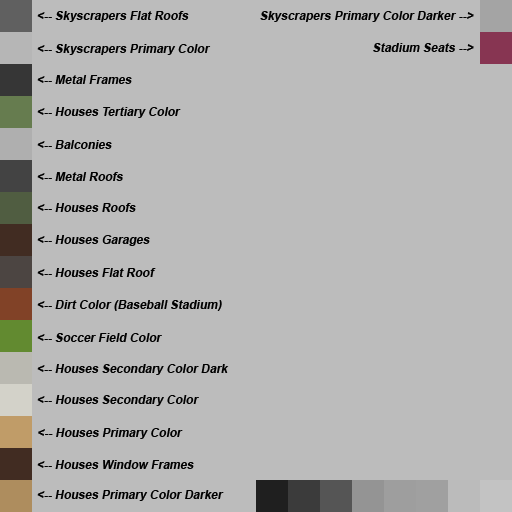 <-- Skyscrapers Flat Roofs
Skyscrapers Primary Color Darker -->
<-- Skyscrapers Primary Color
Stadium Seats -->
<-- Metal Frames
<-- Houses Tertiary Color
<-- Balconies
<-- Metal Roofs
<-- Houses Roofs
<-- Houses Garages
<-- Houses Flat Roof
<-- Dirt Color (Baseball Stadium)
<-- Soccer Field Color
<-- Houses Secondary Color Dark
<-- Houses Secondary Color
<-- Houses Primary Color
<-- Houses Window Frames
<-- Houses Primary Color Darker